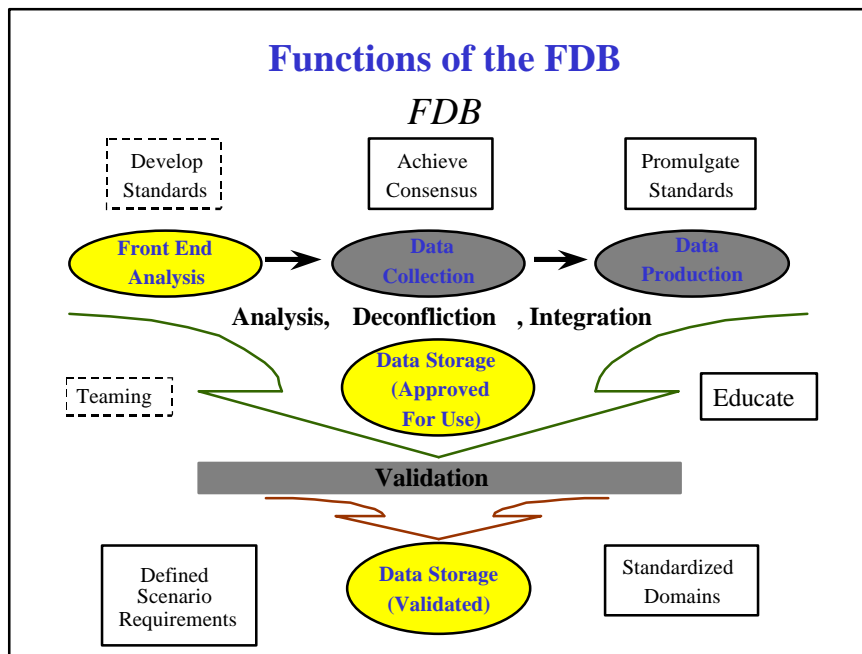 Functions of the FDB
FDB
Develop
Standards
Achieve
Consensus
Promulgate
Standards
Front End
Analysis
Data
Collection
Data
Production
Analysis, Deconfliction , Integration
Teaming
Data Storage
(Approved
For Use)
Educate
Validation
Defined
Scenario
Requirements
Data Storage
(Validated)
Standardized
Domains